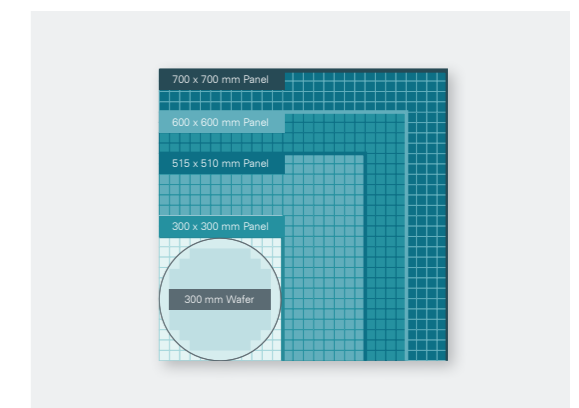 700 x 700 mm Panel
600 x 600 mm Panel
515 x 510 mm Panel
300 x 300 mm Panel
300 mm Wafer